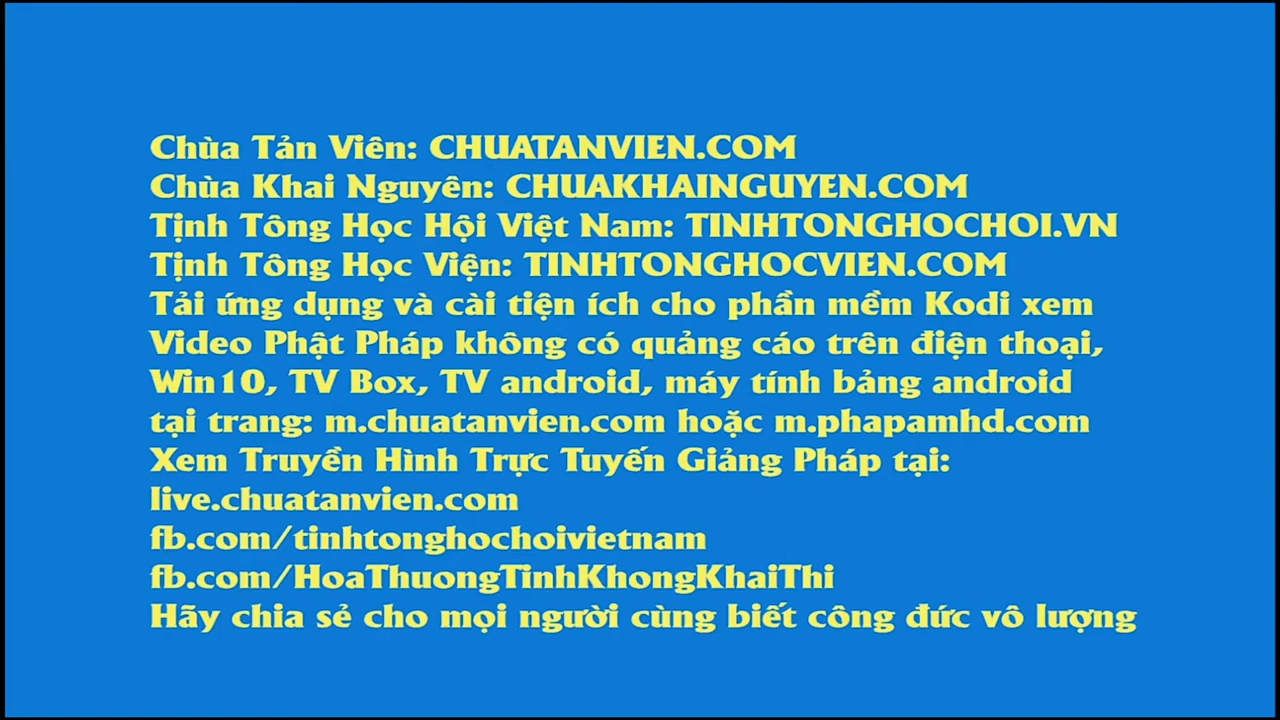 Chùa Tản Viên: CHUATANVIEN.COM
Chùa Khai Nguyên: CHUAKHAINGUYEN.COM
Tịnh Tông Học Hội Việt Nam: TINHTONGHOCHOI.VN
Tịnh Tông Học Viện: TINHTONGHOCVIEN.COM
Tải ứng dụng và cài tiện ích cho phần mềm Kodi xem
Video Phật Pháp không có quảng cáo trên điện thoại,
Win10, TV Box, TV android, máy tính bảng android
tại trang: m.chuatanvien.com hoặc m.phapamhd.com
Xem Truyền Hình Trực Tuyến Giảng Pháp tại:
live.chuatanvien.com
fb.com/tinhtonghochoivietnam
fb.com/HoaThuongTinhKhongKhaiThi
Hãy chia sẻ cho mọi người cùng biết công đức vô lượng